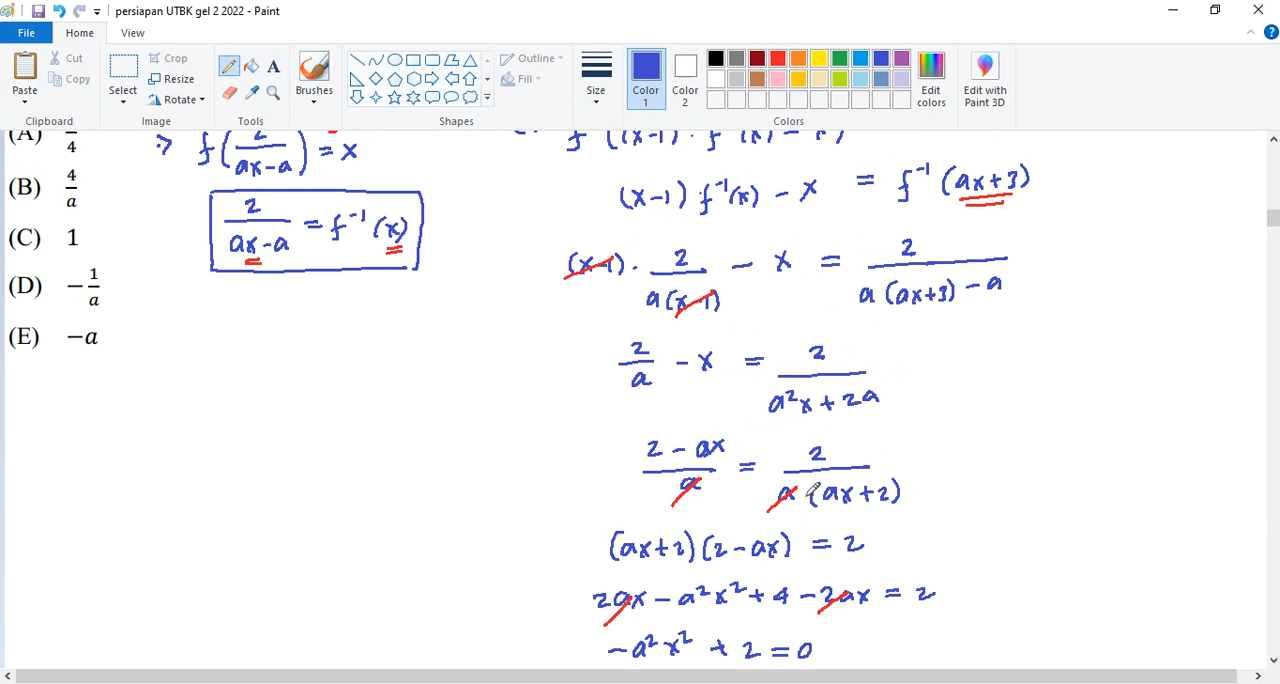 persiapan UTBK gel 2 2022 - Paint
File Home View
Paste Cut Copy Clipboard
Select Crop Resize Rotate Image
A Tools
Brushes
Outline Fill Shapes
Size
Color 1 Color 2 Edit colors Colors
Edit with Paint 3D
(A) 4
(B) 4/a
(C) 1
(D) −1/a
(E) −a
⇒ f(2/(ax-a)) = x
2/(ax-a) = f⁻¹(x)
(x-1) f⁻¹(x) - x = f⁻¹(ax+3)
(x-1) · 2/(a(x-1)) - x = 2/(a(ax+3) - a)
2/a - x = 2/(a²x + 2a)
(2 - ax)/a = 2/(a(ax+2))
(ax+2)(2-ax) = 2
2ax - a²x² + 4 - 2ax = 2
-a²x² + 2 = 0